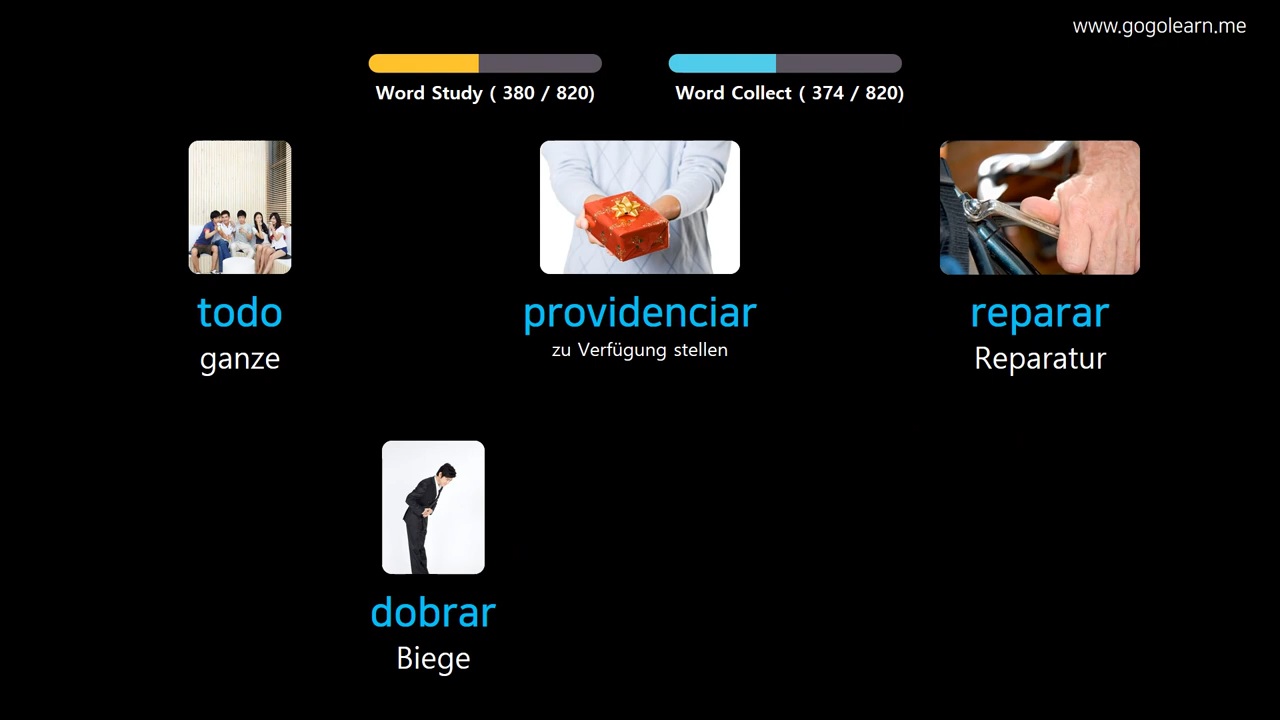 www.gogolearn.me
Word Study ( 380 / 820)
Word Collect ( 374 / 820)
todo
ganze
providenciar
zu Verfügung stellen
reparar
Reparatur
dobrar
Biege